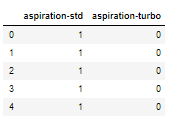 aspiration-std aspiration-turbo
0 1 0
1 1 0
2 1 0
3 1 0
4 1 0